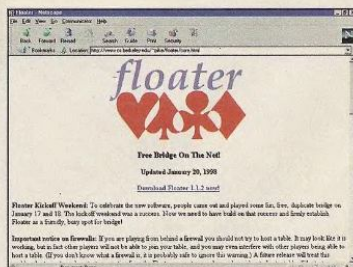 Floater - Netscape
File Edit View Go Communicator Help
Back Forward Reload Search Guide Print Security
Bookmarks Location: http://www.cs.berkeley.edu/
floater
Free Bridge On The Net!
Updated January 20, 1998
Download Floater 1.1.2 now!
Floater Kickoff Weekend: To celebrate the new software, people came out and played some fun, free, duplicate bridge on
January 17 and 18. The kickoff weekend was a success. Now we need to have build on that success and firmly establish
Floater as a friendly, busy spot for bridge!
Important notice on firewalls: If you are playing from behind a firewall you should not try to host a table. It may look like it is
working, but in fact other players will not be able to join your table, and you may even interfere with other players being able to
host a table. (If you don't know what a firewall is, it is probably safe to ignore this warning.) A future release will treat this